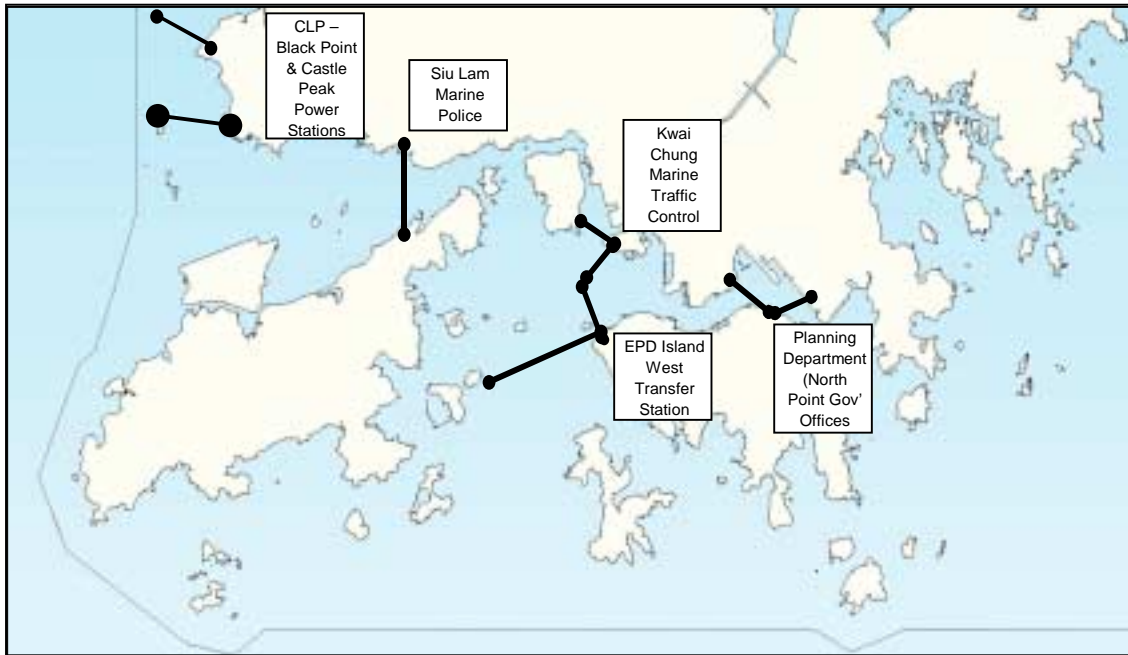 CLP –
Black Point
& Castle
Peak
Power
Stations
Siu Lam
Marine
Police
Kwai
Chung
Marine
Traffic
Control
EPD Island
West
Transfer
Station
Planning
Department
(North
Point Gov’
Offices